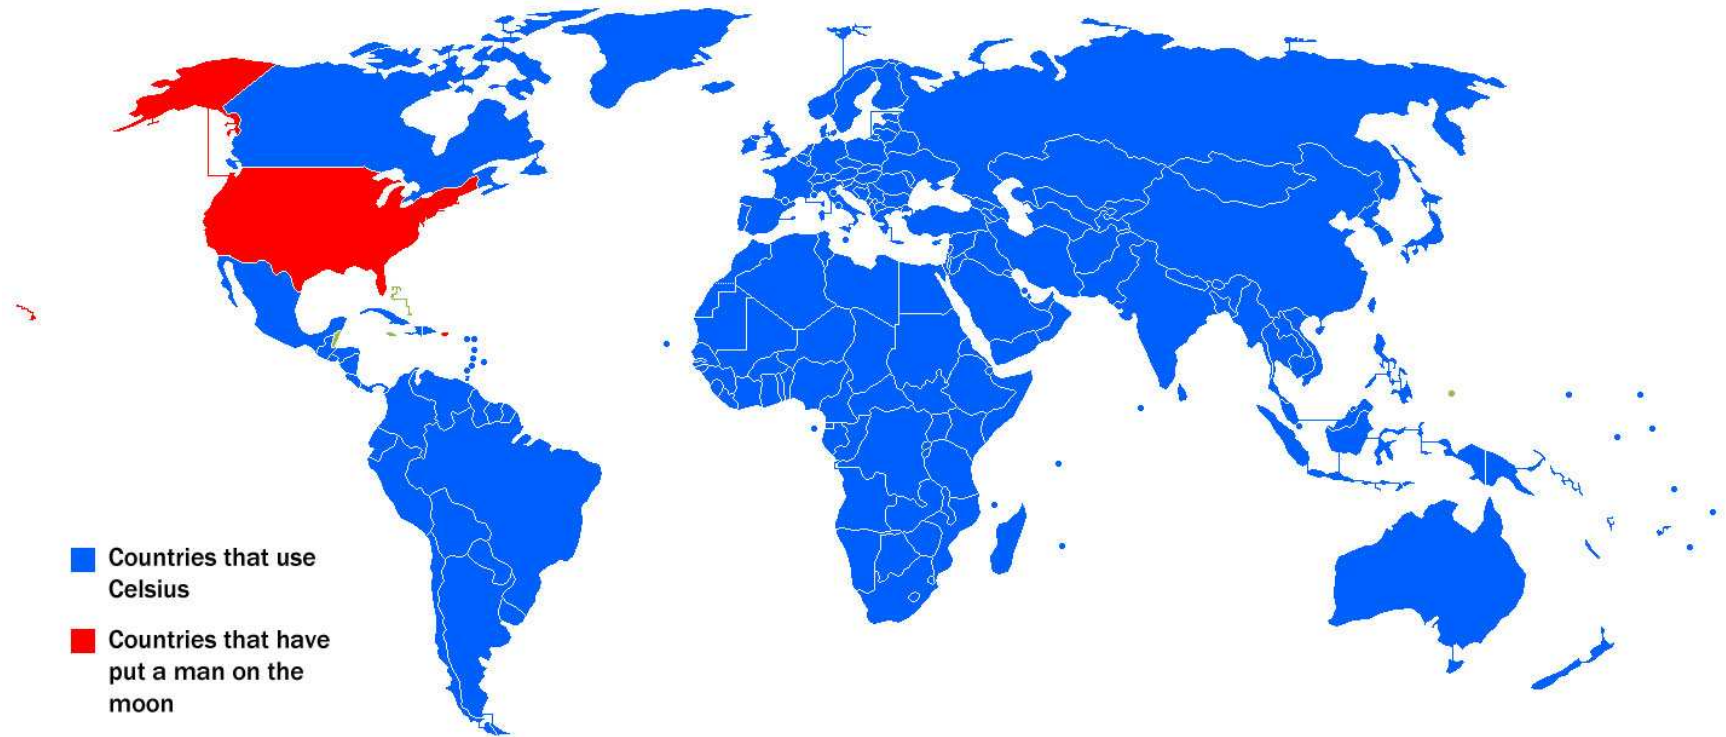 Countries that use
Celsius
Countries that have
put a man on the
moon